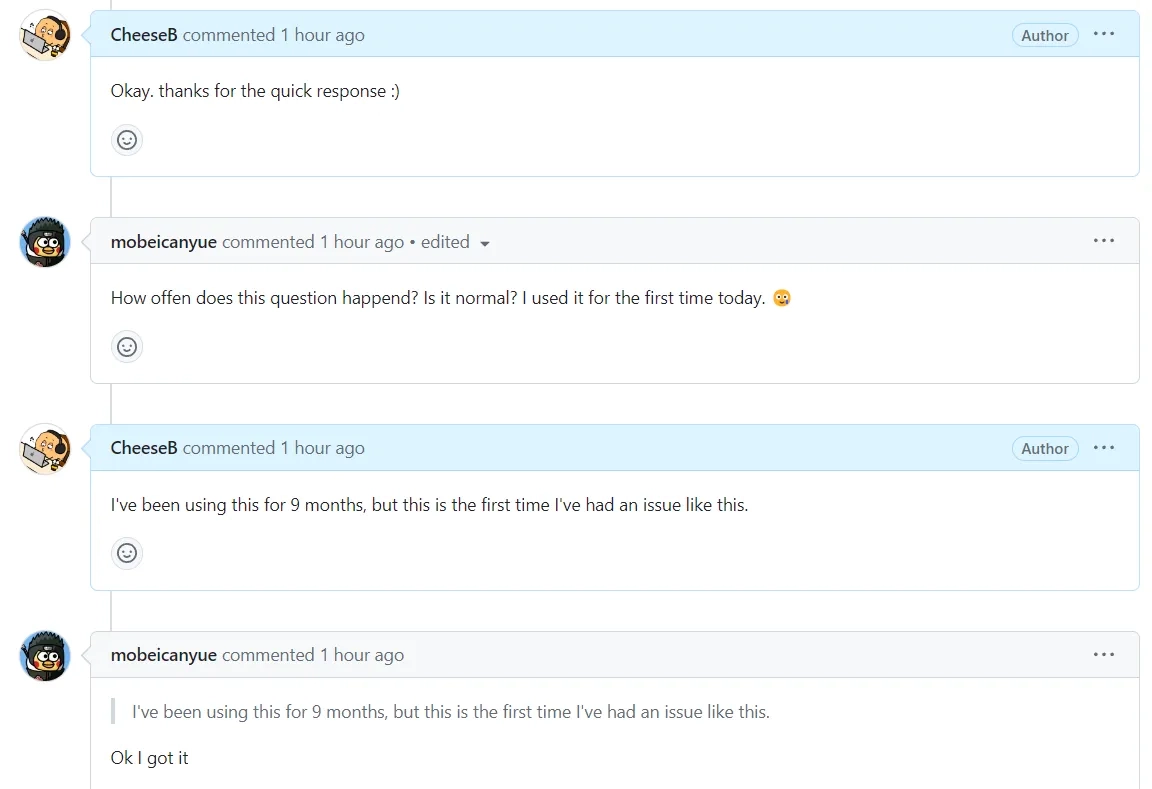 CheeseB commented 1 hour ago Author
Okay. thanks for the quick response :)
mobeicanyue commented 1 hour ago • edited
How offen does this question happend? Is it normal? I used it for the first time today. 🥲
CheeseB commented 1 hour ago Author
I've been using this for 9 months, but this is the first time I've had an issue like this.
mobeicanyue commented 1 hour ago
I've been using this for 9 months, but this is the first time I've had an issue like this.
Ok I got it